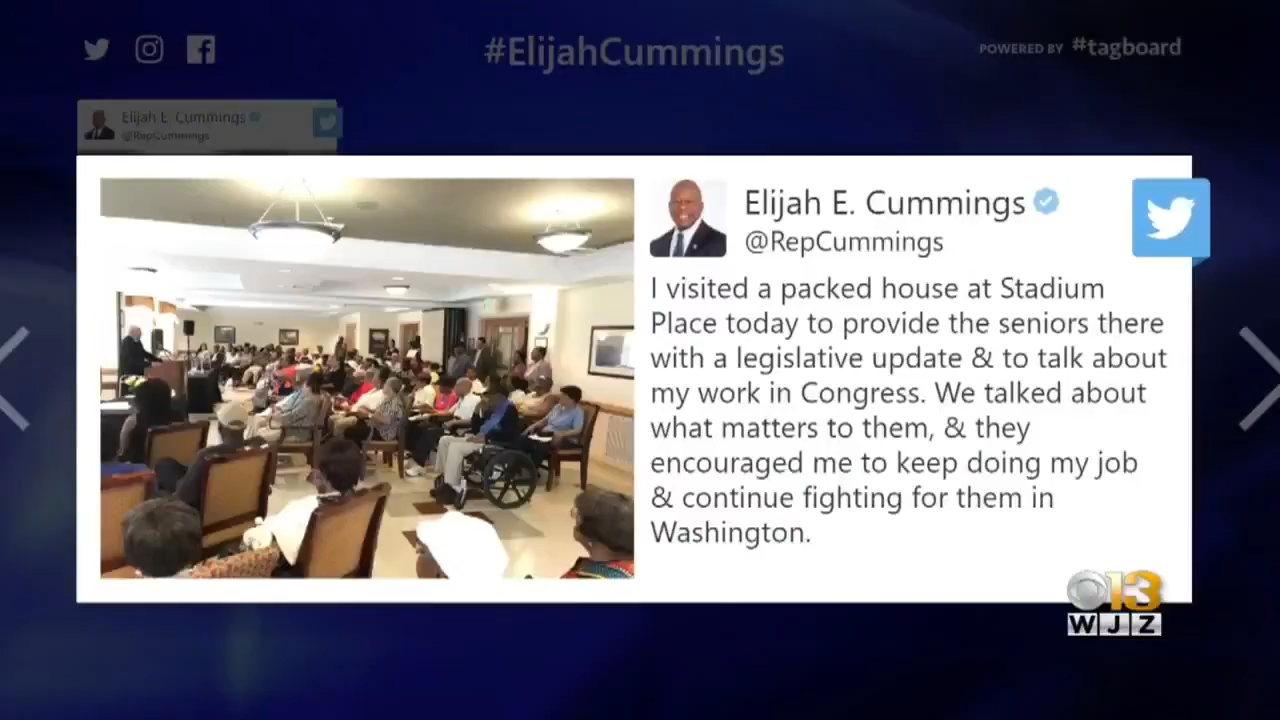 #ElijahCummings
POWERED BY #tagboard
Elijah E. Cummings
@RepCummings
Elijah E. Cummings
@RepCummings
I visited a packed house at Stadium
Place today to provide the seniors there
with a legislative update & to talk about
my work in Congress. We talked about
what matters to them, & they
encouraged me to keep doing my job
& continue fighting for them in
Washington.
13
WJZ